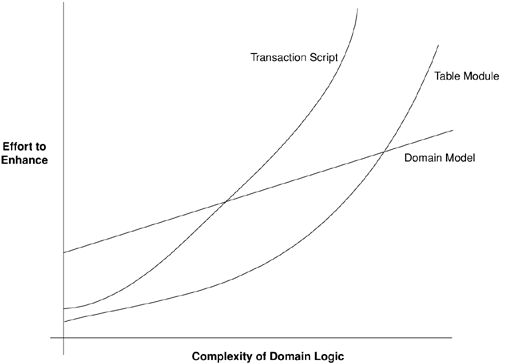 Transaction Script
Table Module
Effort to
Enhance
Domain Model
Complexity of Domain Logic